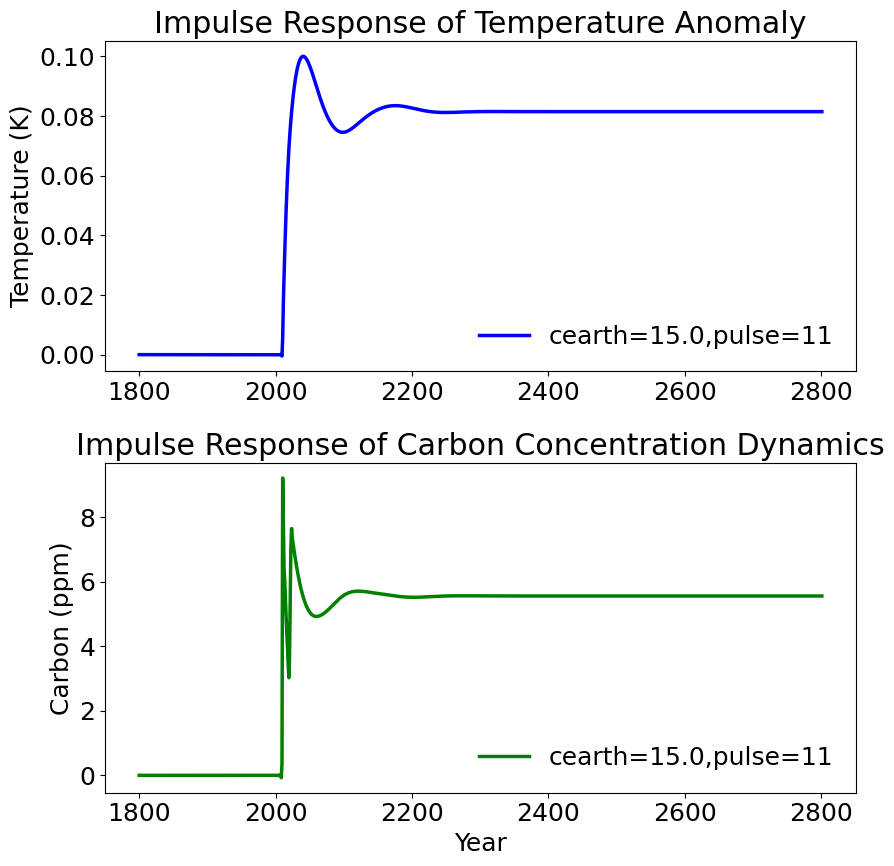 Impulse Response of Temperature Anomaly
Temperature (K)
0.10
0.08
0.06
0.04
0.02
0.00
cearth=15.0,pulse=11
1800 2000 2200 2400 2600 2800
Impulse Response of Carbon Concentration Dynamics
Carbon (ppm)
8
6
4
2
0
cearth=15.0,pulse=11
1800 2000 2200 2400 2600 2800
Year